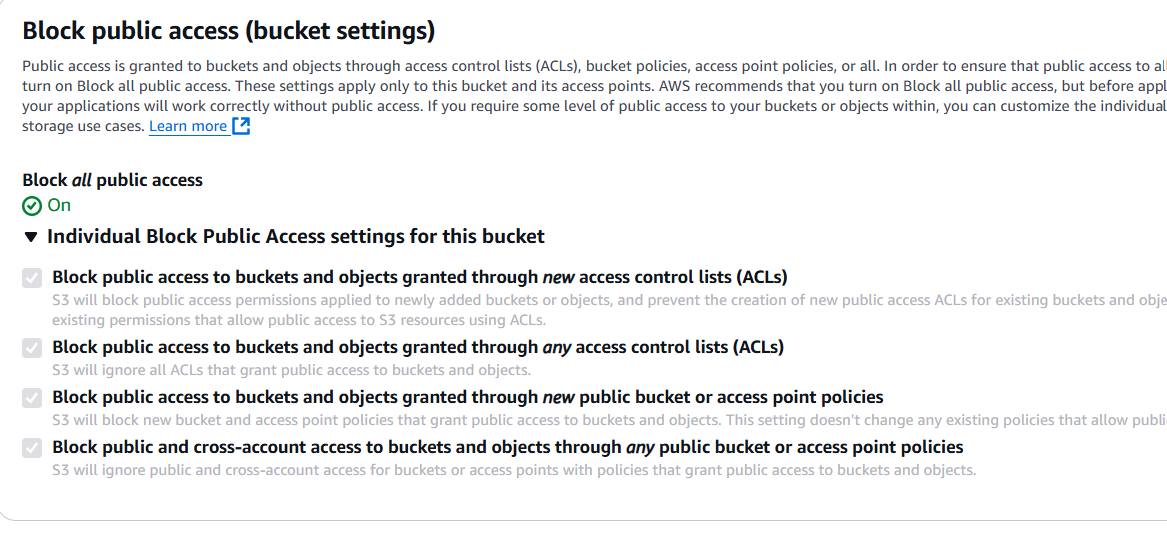 Block public access (bucket settings)
Public access is granted to buckets and objects through access control lists (ACLs), bucket policies, access point policies, or all. In order to ensure that public access to
turn on Block all public access. These settings apply only to this bucket and its access points. AWS recommends that you turn on Block all public access, but before
your applications will work correctly without public access. If you require some level of public access to your buckets or objects within, you can customize the individual
storage use cases. Learn more
Block all public access
On
Individual Block Public Access settings for this bucket
Block public access to buckets and objects granted through new access control lists (ACLs)
S3 will block public access permissions applied to newly added buckets or objects, and prevent the creation of new public access ACLs for existing buckets and
existing permissions that allow public access to S3 resources using ACLs.
Block public access to buckets and objects granted through any access control lists (ACLs)
S3 will ignore all ACLs that grant public access to buckets and objects.
Block public access to buckets and objects granted through new public bucket or access point policies
S3 will block new bucket and access point policies that grant public access to buckets and objects. This setting doesn't change any existing policies that allow
Block public and cross-account access to buckets and objects through any public bucket or access point policies
S3 will ignore public and cross-account access for buckets or access points with policies that grant public access to buckets and objects.